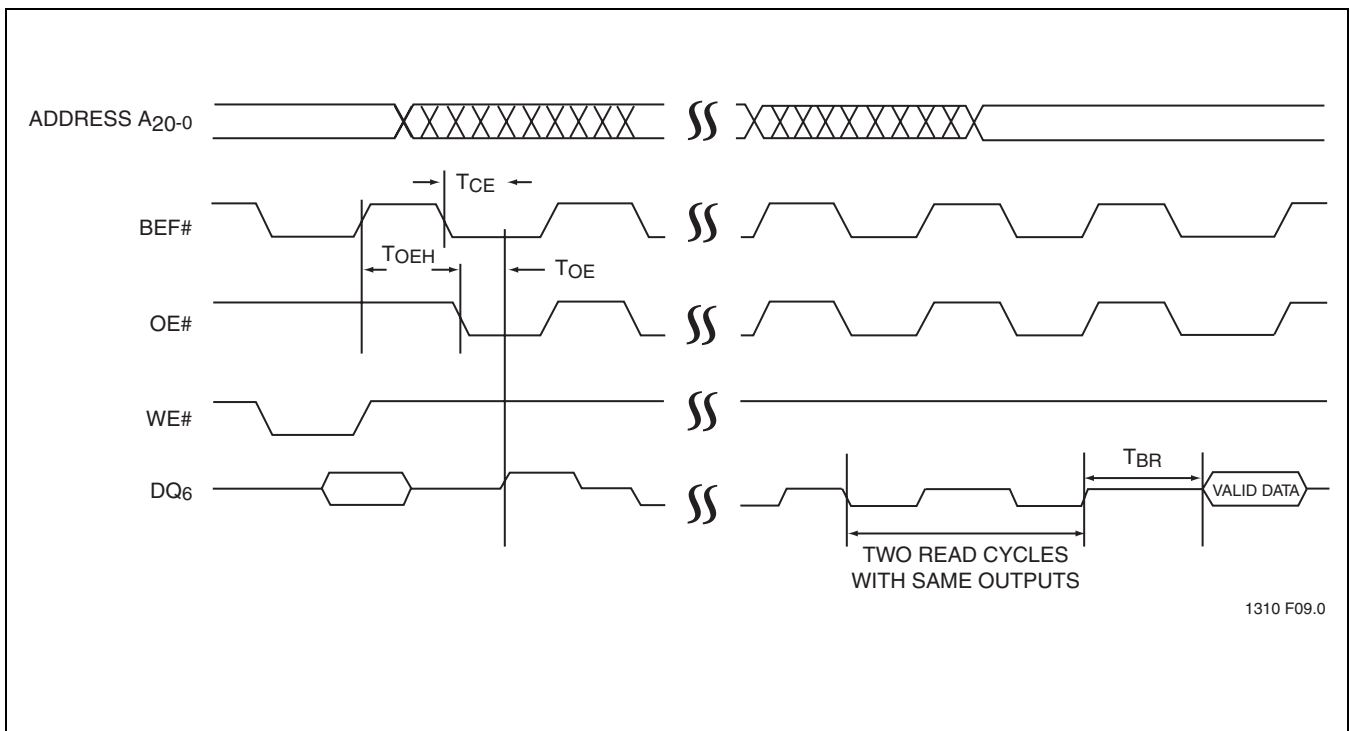 ADDRESS A20-0
TCE
BEF#
TOEH
TOE
OE#
WE#
TBR
DQ6
VALID DATA
TWO READ CYCLES
WITH SAME OUTPUTS
1310 F09.0